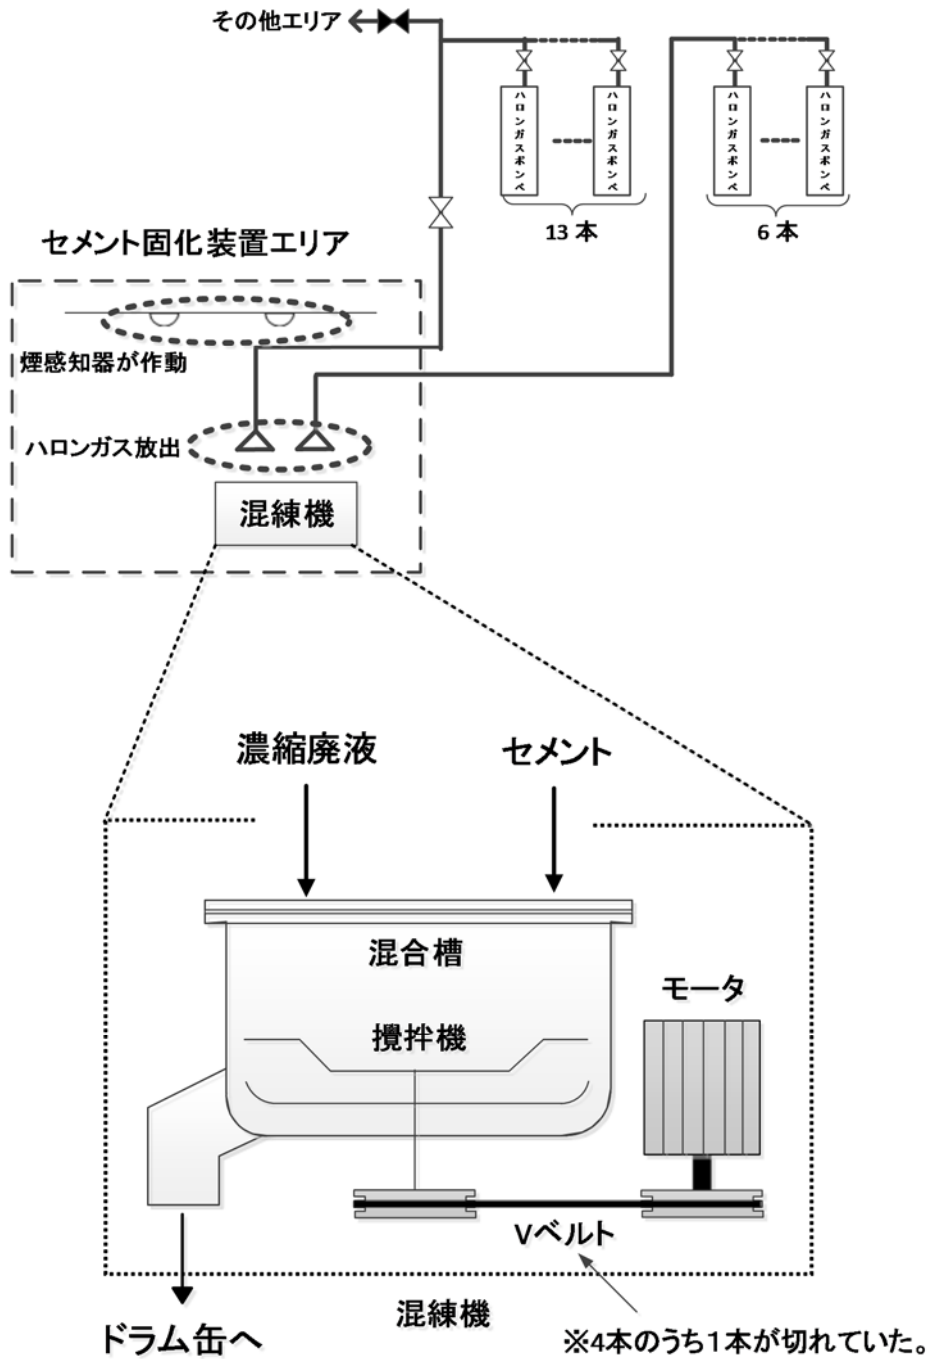 その他エリア
ハロンガスボンベ
ハロンガスボンベ
ハロンガスボンベ
ハロンガスボンベ
13 本
6 本
セメント固化装置エリア
煙感知器が作動
ハロンガス放出
混練機
濃縮廃液
セメント
混合槽
モータ
攪拌機
Vベルト
混練機
ドラム缶へ
※4本のうち1本が切れていた。